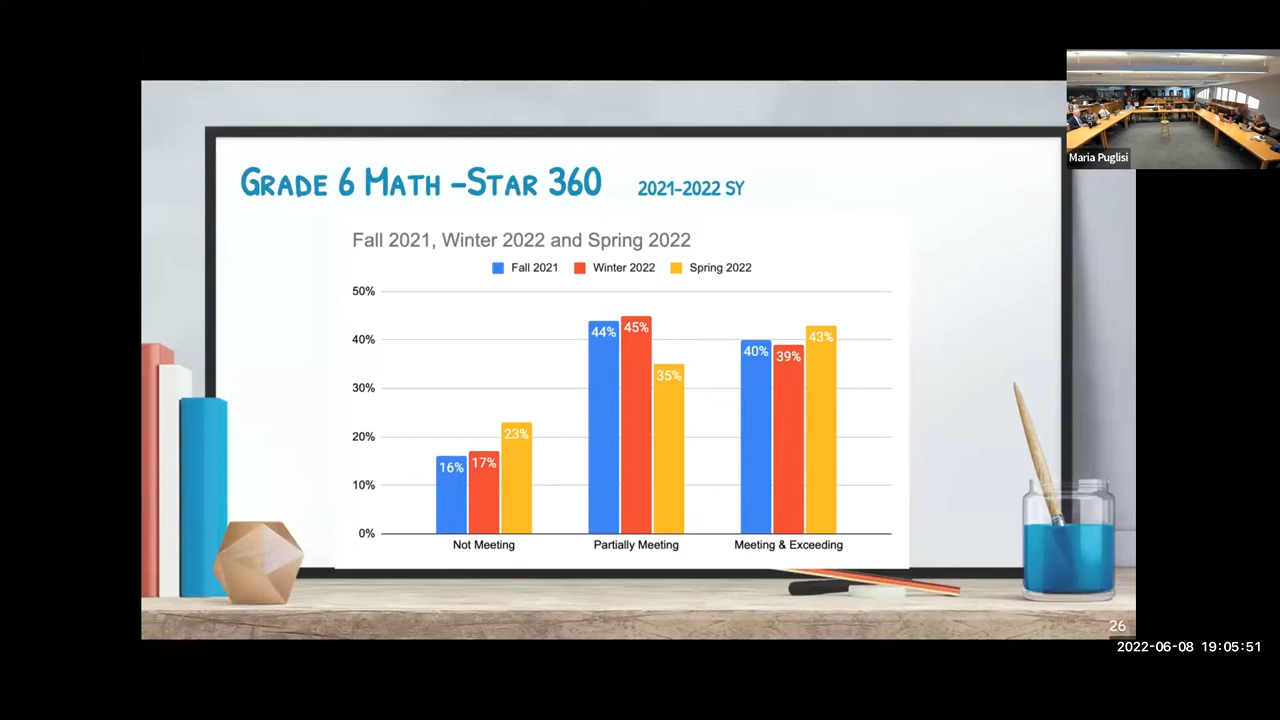 Maria Puglisi
GRADE 6 MATH –STAR 360 2021-2022 SY
Fall 2021, Winter 2022 and Spring 2022
Fall 2021 Winter 2022 Spring 2022
50%
40%
30%
20%
10%
0%
16% 17% 23%
44% 45% 35%
40% 39% 43%
Not Meeting Partially Meeting Meeting & Exceeding
26
2022-06-08 19:05:51